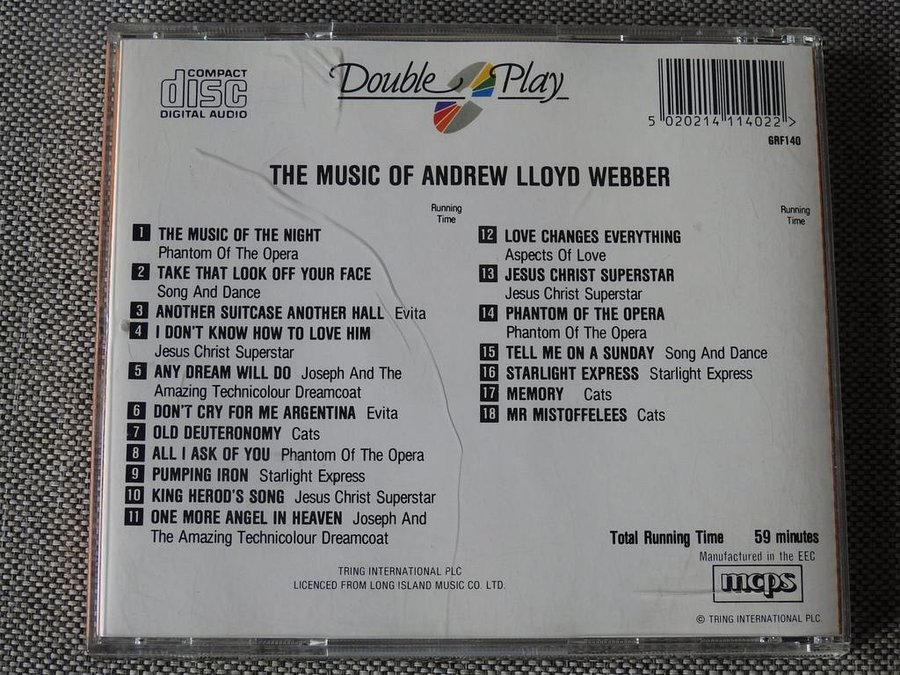 COMPACT
disc
DIGITAL AUDIO
Double Play
5 020214 114022 >
GRF140
THE MUSIC OF ANDREW LLOYD WEBBER
Running
Time
1 THE MUSIC OF THE NIGHT
Phantom Of The Opera
2 TAKE THAT LOOK OFF YOUR FACE
Song And Dance
3 ANOTHER SUITCASE ANOTHER HALL Evita
4 I DON'T KNOW HOW TO LOVE HIM
Jesus Christ Superstar
5 ANY DREAM WILL DO Joseph And The
Amazing Technicolour Dreamcoat
6 DON'T CRY FOR ME ARGENTINA Evita
7 OLD DEUTERONOMY Cats
8 ALL I ASK OF YOU Phantom Of The Opera
9 PUMPING IRON Starlight Express
10 KING HEROD'S SONG Jesus Christ Superstar
11 ONE MORE ANGEL IN HEAVEN Joseph And
The Amazing Technicolour Dreamcoat
Running
Time
12 LOVE CHANGES EVERYTHING
Aspects Of Love
13 JESUS CHRIST SUPERSTAR
Jesus Christ Superstar
14 PHANTOM OF THE OPERA
Phantom Of The Opera
15 TELL ME ON A SUNDAY Song And Dance
16 STARLIGHT EXPRESS Starlight Express
17 MEMORY Cats
18 MR MISTOFFELEES Cats
Total Running Time 59 minutes
Manufactured in the EEC
mcps
TRING INTERNATIONAL PLC
LICENCED FROM LONG ISLAND MUSIC CO. LTD.
© TRING INTERNATIONAL PLC.